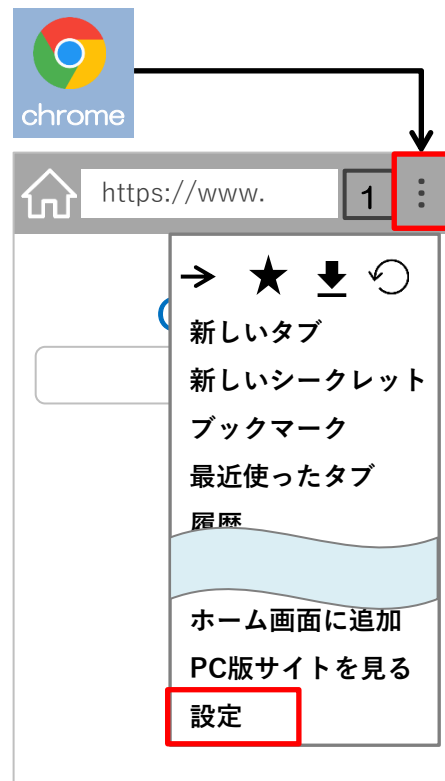 chrome
https://www.
1
新しいタブ
新しいシークレット
ブックマーク
最近使ったタブ
履歴
ホーム画面に追加
PC版サイトを見る
設定